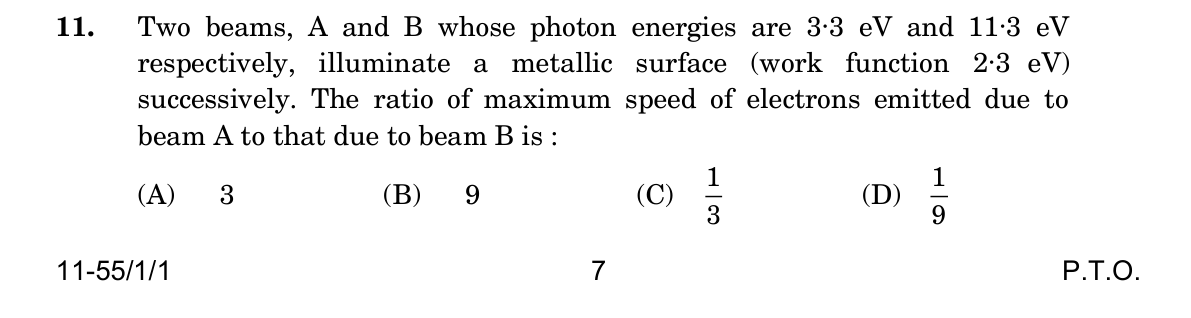 11. Two beams, A and B whose photon energies are 3·3 eV and 11·3 eV
respectively, illuminate a metallic surface (work function 2·3 eV)
successively. The ratio of maximum speed of electrons emitted due to
beam A to that due to beam B is :
(A) 3 (B) 9 (C) 1/3 (D) 1/9
11-55/1/1 7 P.T.O.